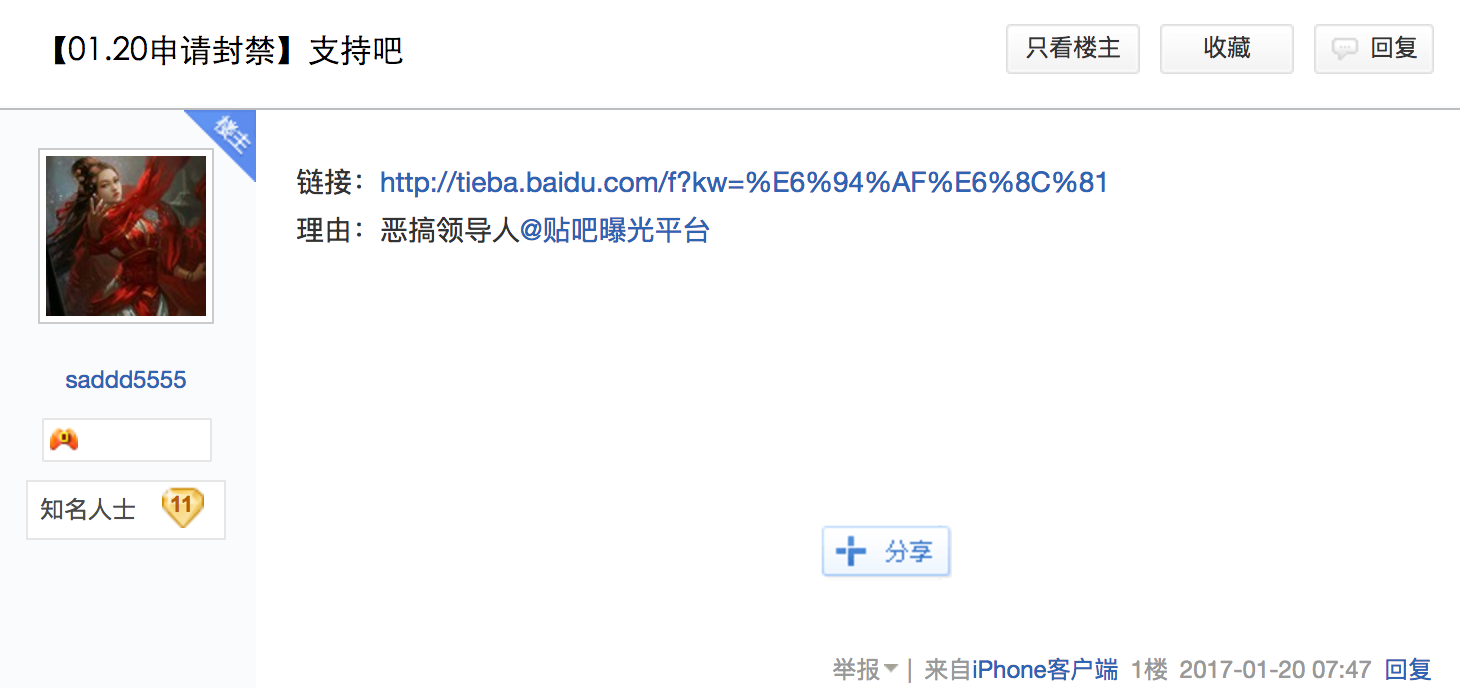 【01.20申请封禁】支持吧
只看楼主
收藏
回复
楼主
链接：http://tieba.baidu.com/f?kw=%E6%94%AF%E6%8C%81
理由：恶搞领导人@贴吧曝光平台
saddd5555
知名人士 11
分享
举报 | 来自iPhone客户端 1楼 2017-01-20 07:47 回复